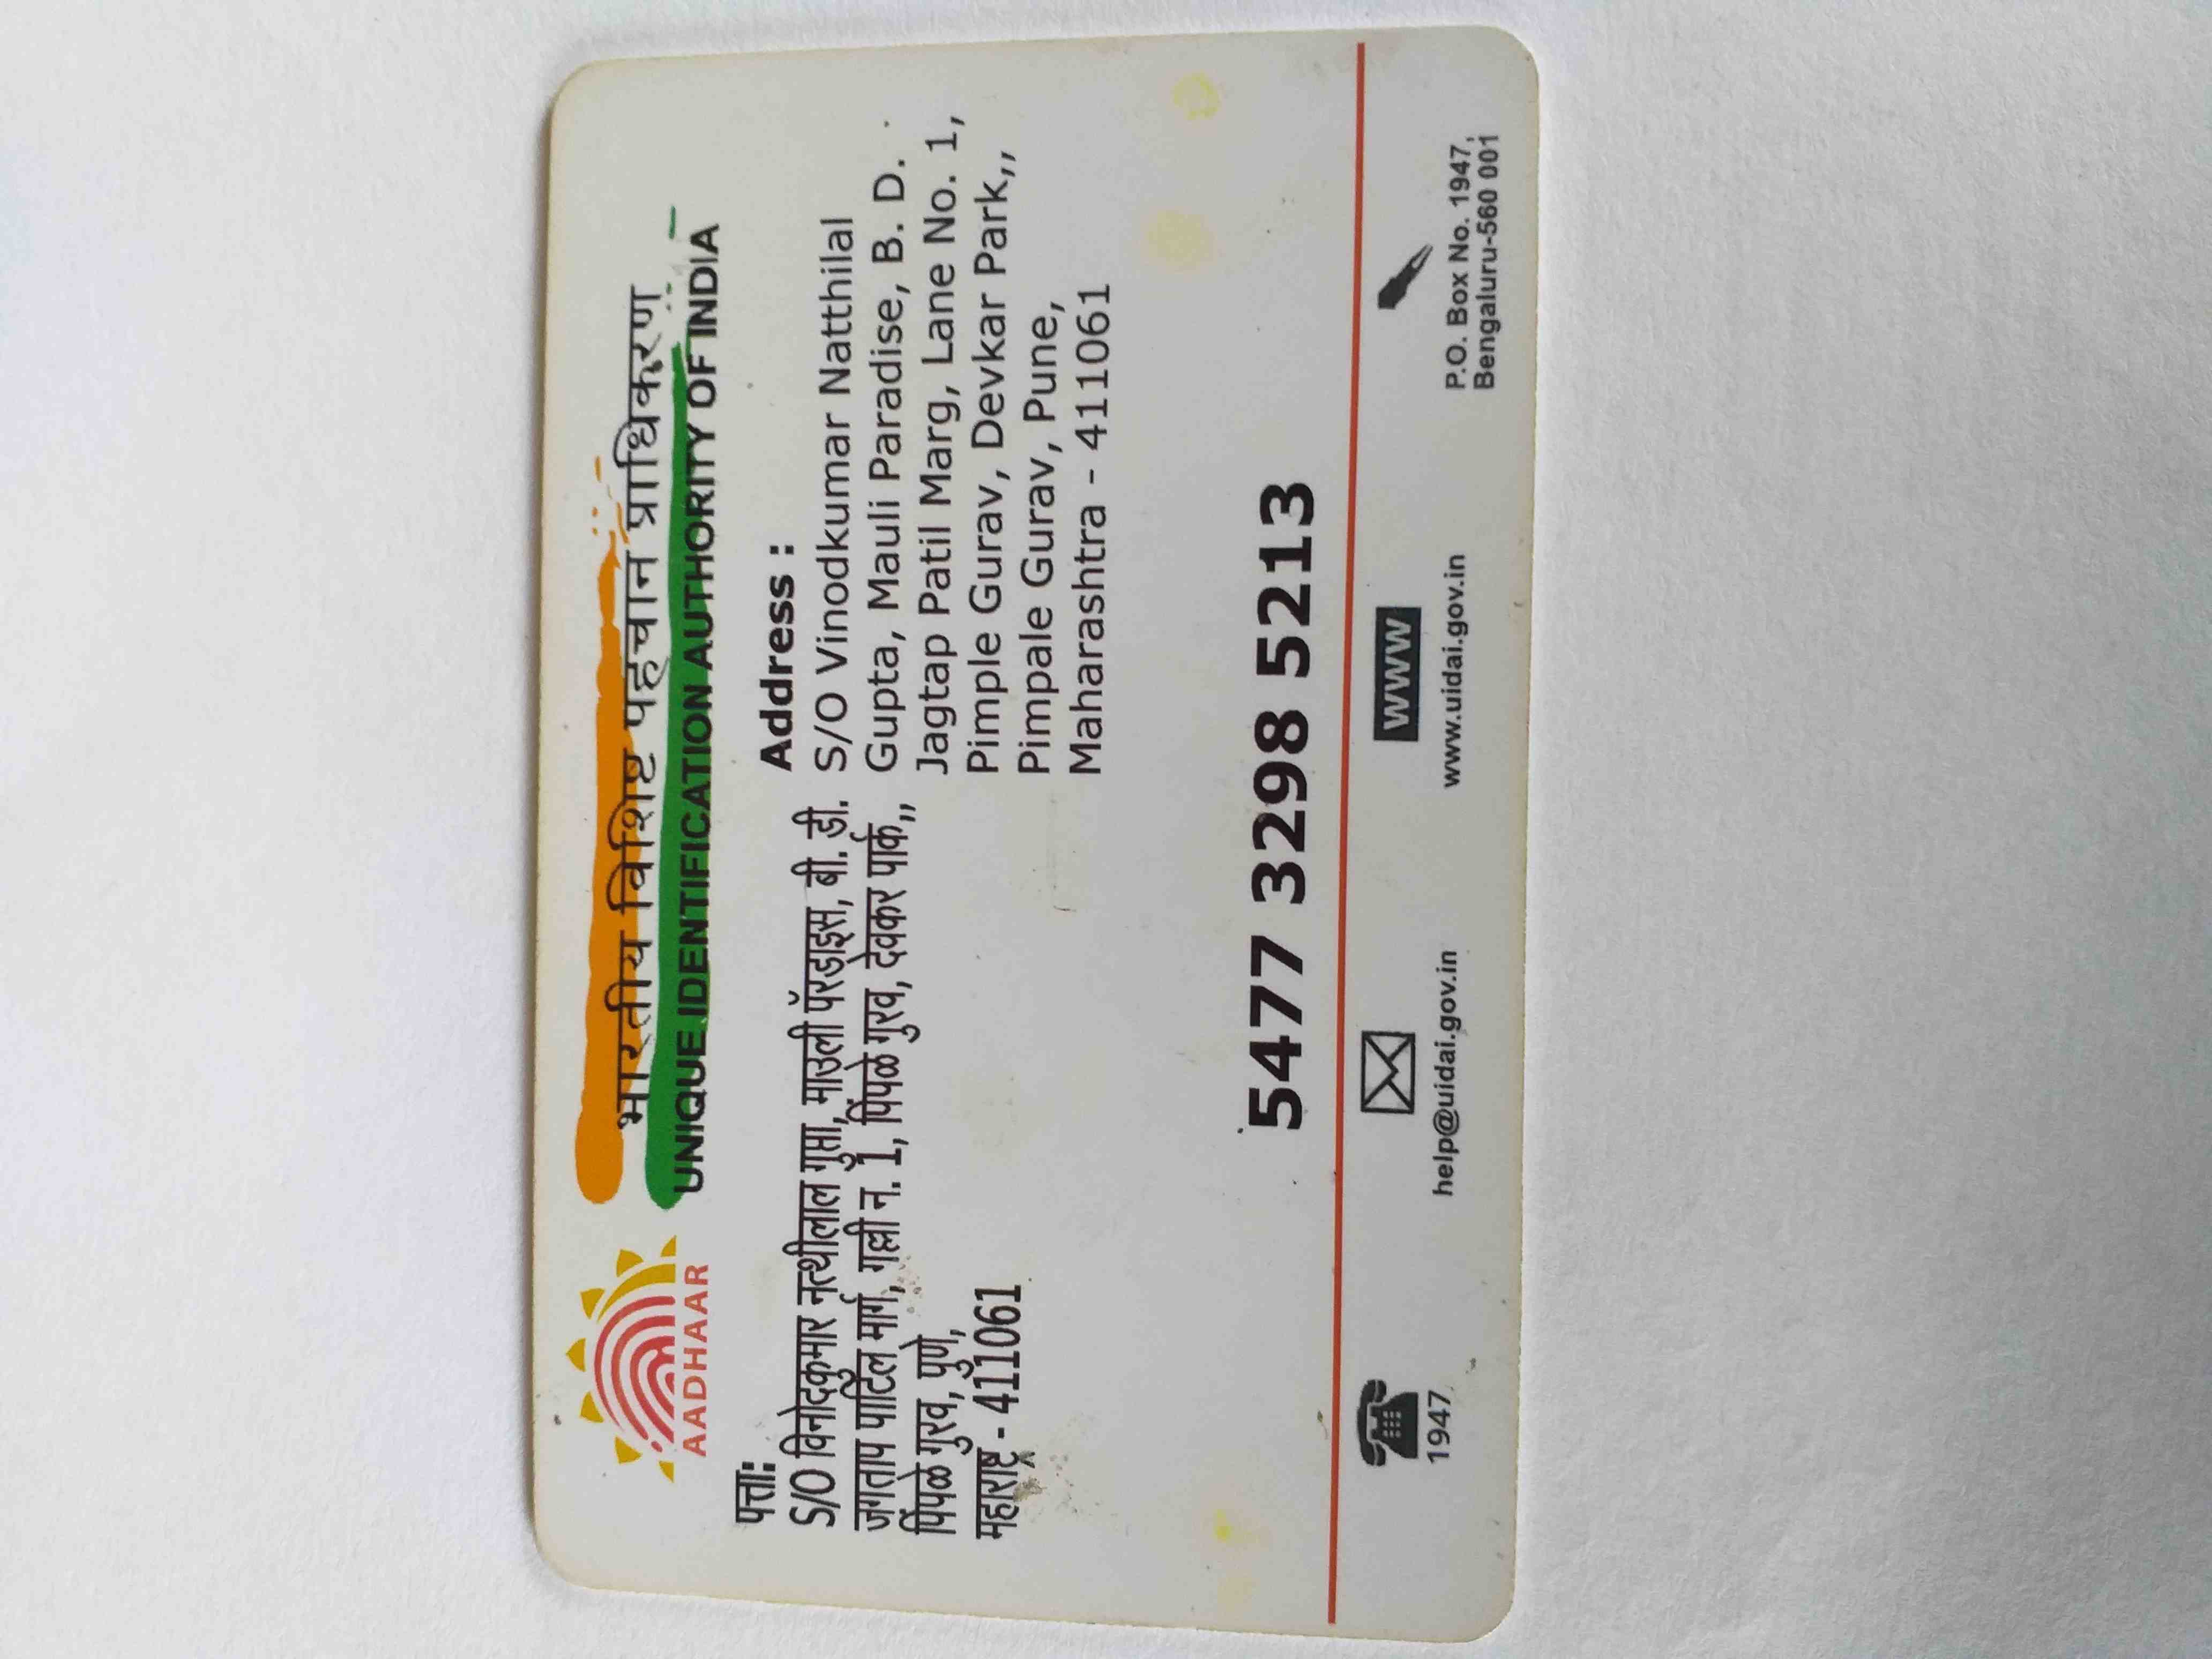 भारतीय विशिष्ट पहचान प्राधिकरण
UNIQUE IDENTIFICATION AUTHORITY OF INDIA
AADHAAR
पत्ता:
S/O विनोदकुमार नत्थीलाल गुप्ता, माउली पॅरडाइस, बी. डी.
जगताप पाटिल मार्ग, गल्ली नं. 1, पिंपळे गुरव, देवकर पार्क,,
पिंपळे गुरव, पुणे,
महाराष्ट्र - 411061
Address :
S/O Vinodkumar Natthilal
Gupta, Mauli Paradise, B. D.
Jagtap Patil Marg, Lane No. 1,
Pimple Gurav, Devkar Park,,
Pimpale Gurav, Pune,
Maharashtra - 411061
5477 3298 5213
1947
help@uidai.gov.in
WWW
www.uidai.gov.in
P.O. Box No. 1947,
Bengaluru-560 001